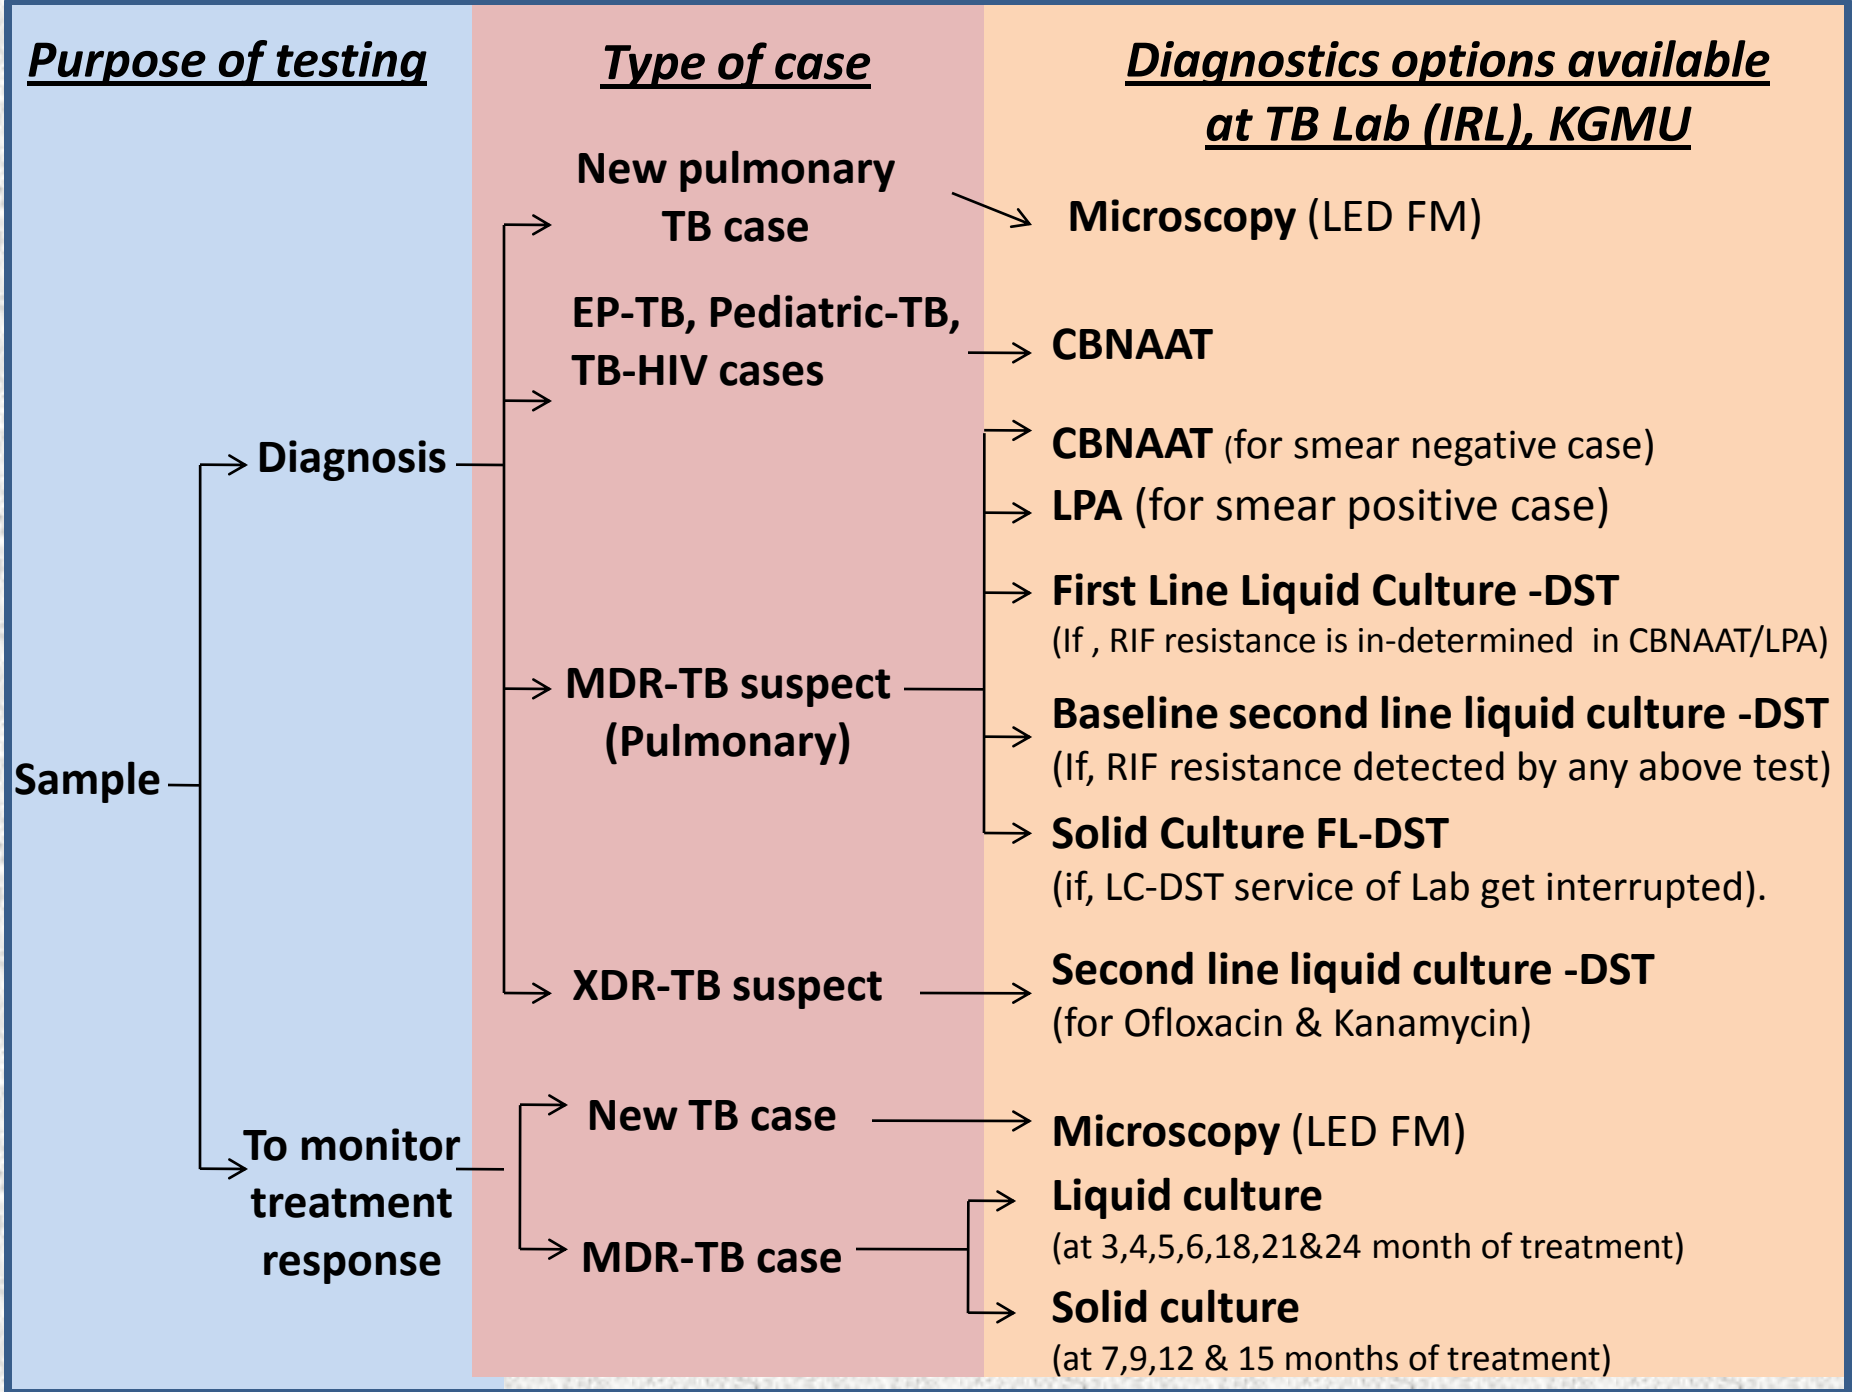 Purpose of testing
Type of case
Diagnostics options available
at TB Lab (IRL), KGMU
Sample
Diagnosis
New pulmonary
TB case
Microscopy (LED FM)
EP-TB, Pediatric-TB,
TB-HIV cases
CBNAAT
MDR-TB suspect
(Pulmonary)
CBNAAT (for smear negative case)
LPA (for smear positive case)
First Line Liquid Culture -DST
(If , RIF resistance is in-determined in CBNAAT/LPA)
Baseline second line liquid culture -DST
(If, RIF resistance detected by any above test)
Solid Culture FL-DST
(if, LC-DST service of Lab get interrupted).
XDR-TB suspect
Second line liquid culture -DST
(for Ofloxacin & Kanamycin)
To monitor
treatment
response
New TB case
Microscopy (LED FM)
MDR-TB case
Liquid culture
(at 3,4,5,6,18,21&24 month of treatment)
Solid culture
(at 7,9,12 & 15 months of treatment)